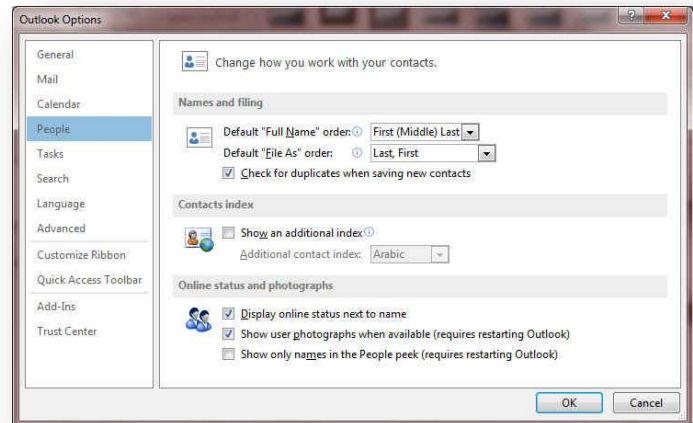 Outlook Options
General
Mail
Calendar
People
Tasks
Search
Language
Advanced
Customize Ribbon
Quick Access Toolbar
Add-Ins
Trust Center
Change how you work with your contacts.
Names and filing
Default "Full Name" order: First (Middle) Last
Default "File As" order: Last, First
Check for duplicates when saving new contacts
Contacts index
Show an additional index
Additional contact index: Arabic
Online status and photographs
Display online status next to name
Show user photographs when available (requires restarting Outlook)
Show only names in the People peek (requires restarting Outlook)
OK Cancel